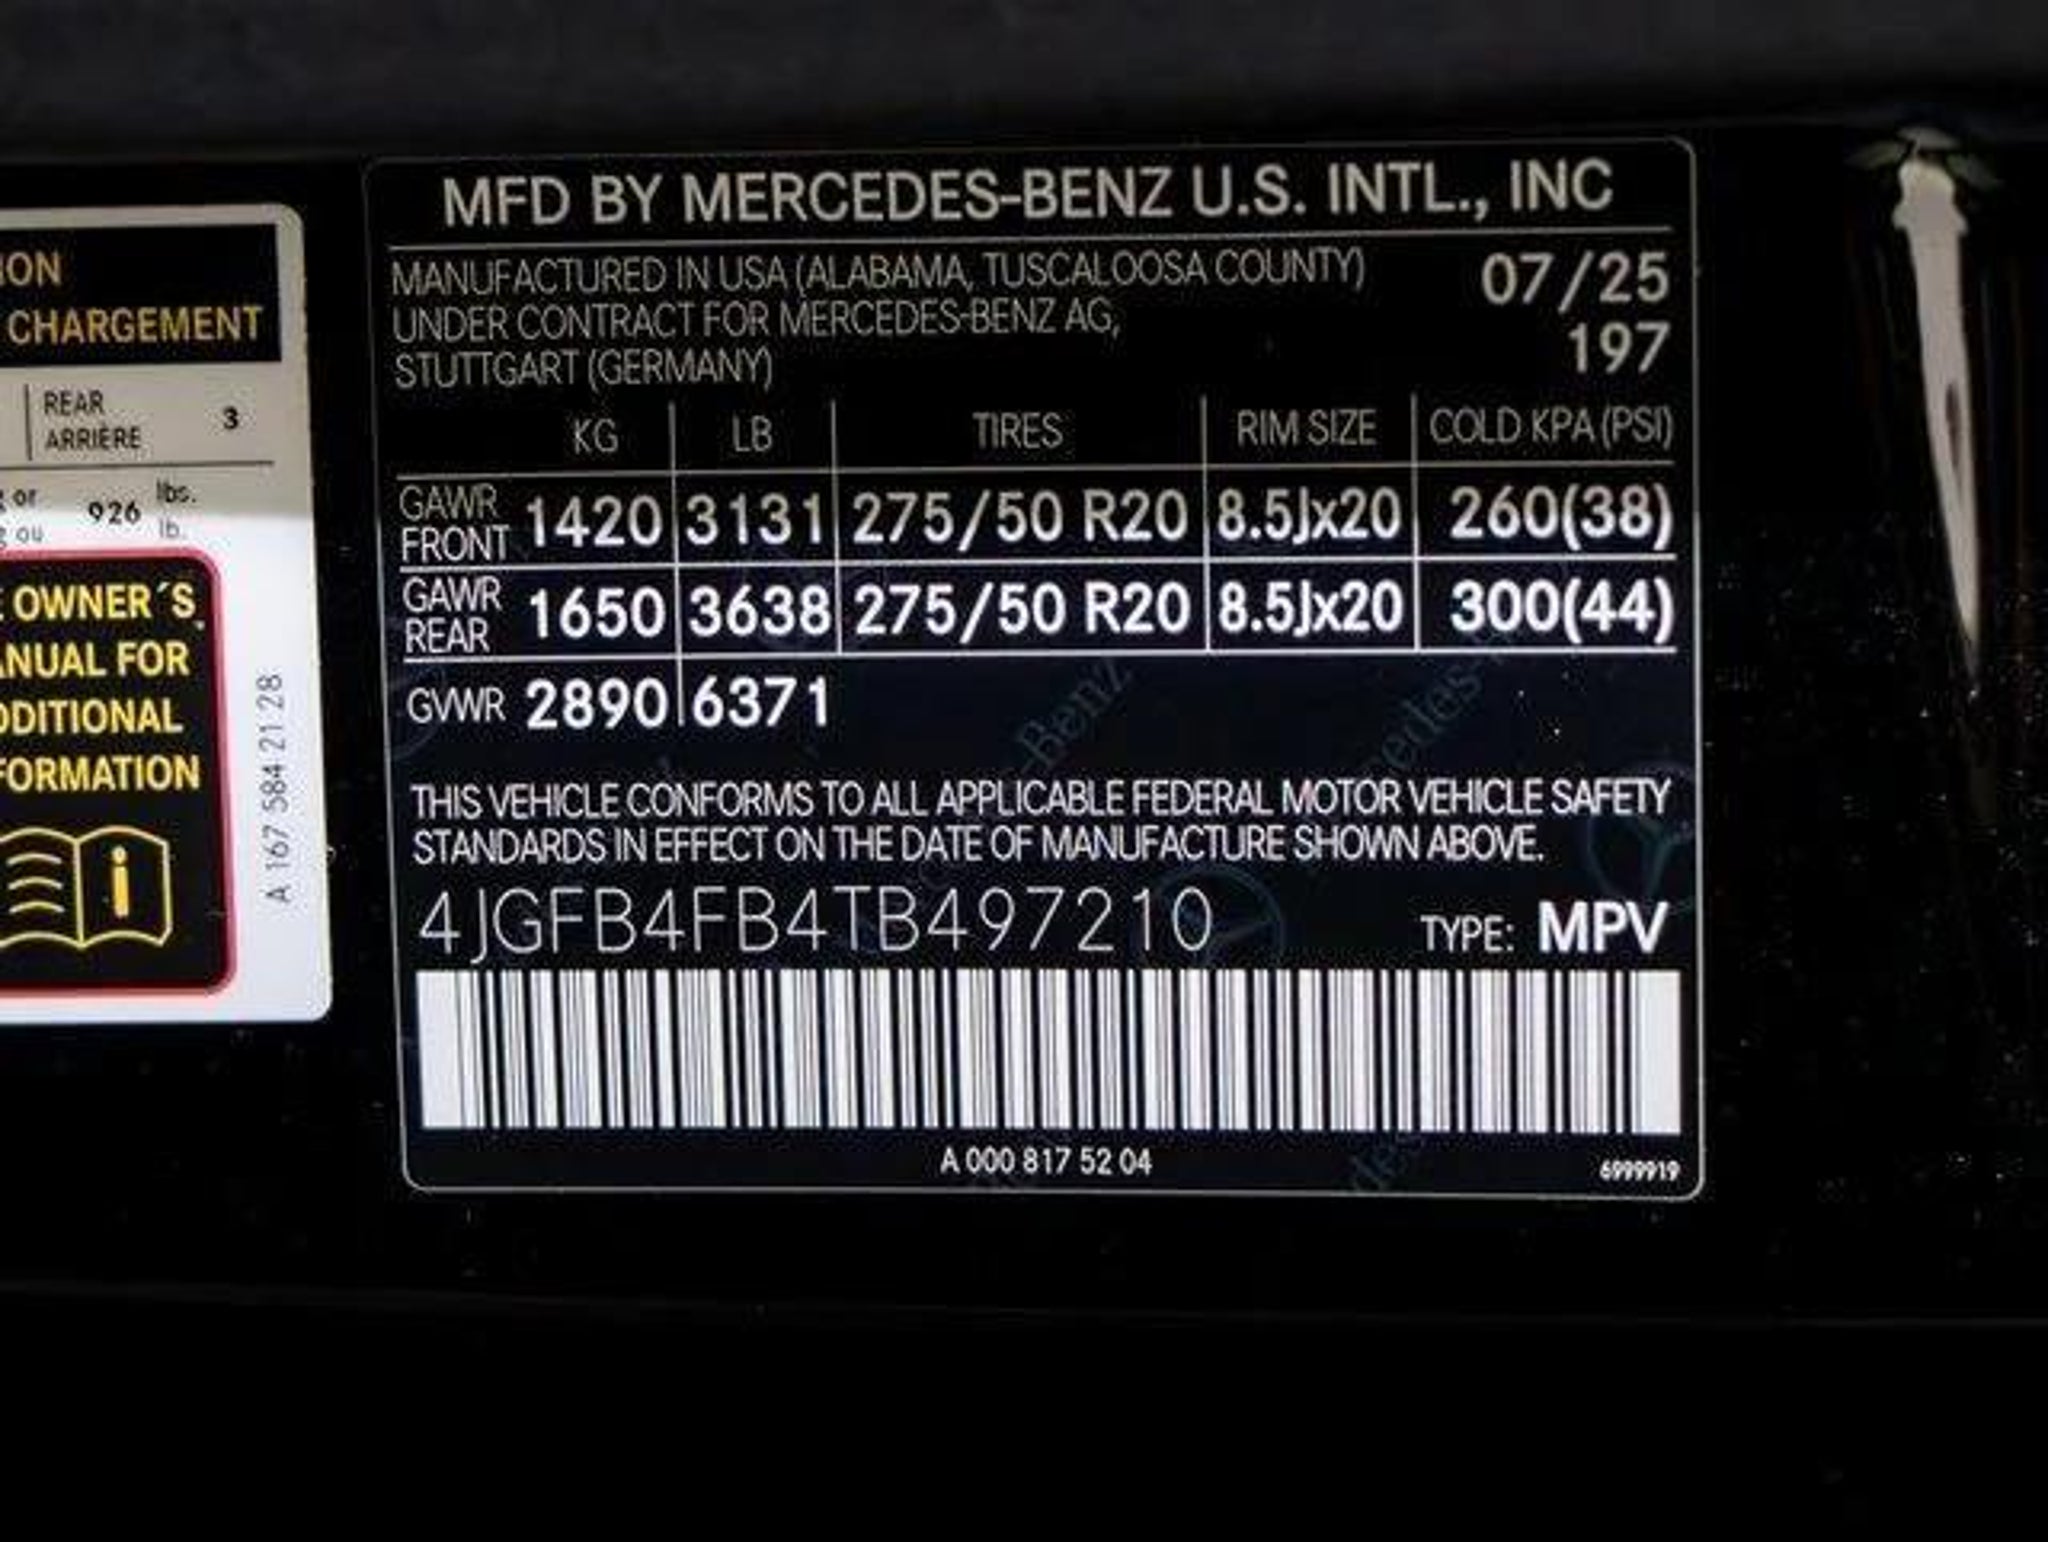 ION
CHARGEMENT
REAR
ARRIÈRE
3
or 926 lbs.
ou lb.
OWNER´S
ANUAL FOR
DDITIONAL
FORMATION
A 167 584 21 28
MFD BY MERCEDES-BENZ U.S. INTL., INC
MANUFACTURED IN USA (ALABAMA, TUSCALOOSA COUNTY) 07/25
UNDER CONTRACT FOR MERCEDES-BENZ AG,
197
STUTTGART (GERMANY)
KG LB TIRES RIM SIZE COLD KPA (PSI)
GAWR FRONT 1420 3131 275/50 R20 8.5Jx20 260(38)
GAWR REAR 1650 3638 275/50 R20 8.5Jx20 300(44)
GVWR 2890 6371
THIS VEHICLE CONFORMS TO ALL APPLICABLE FEDERAL MOTOR VEHICLE SAFETY
STANDARDS IN EFFECT ON THE DATE OF MANUFACTURE SHOWN ABOVE.
4JGFB4FB4TB497210 TYPE: MPV
A 000 817 52 04
6999919